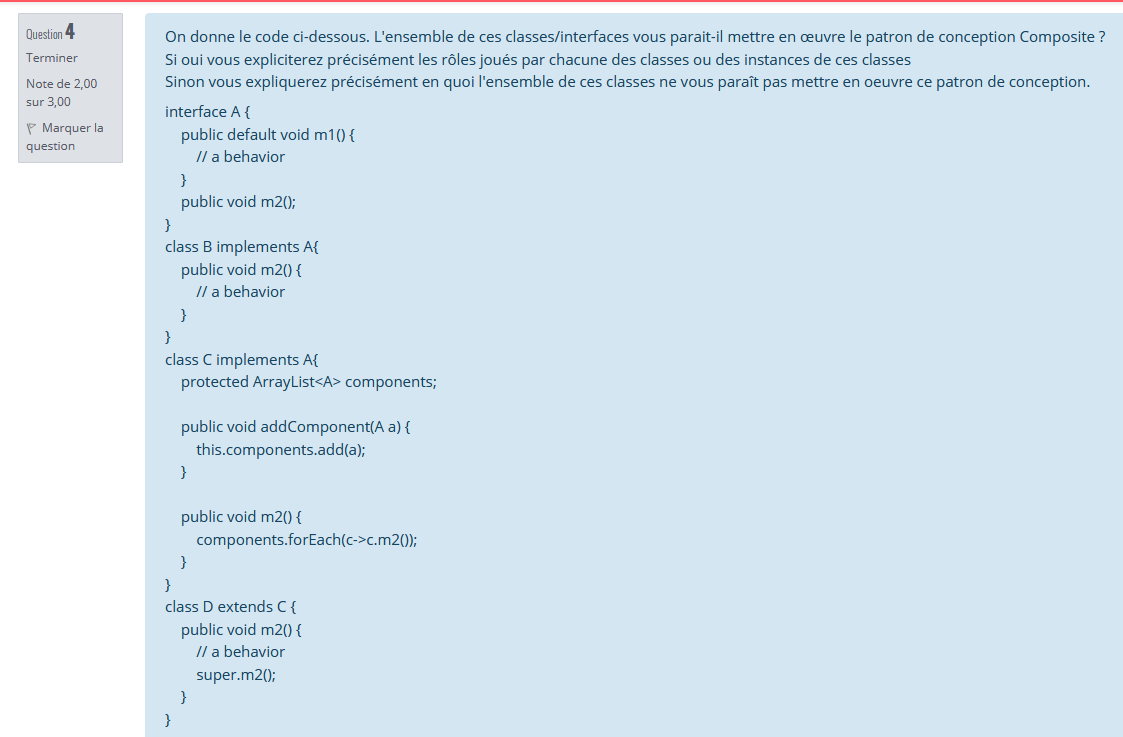 Question 4
Terminer
Note de 2,00
sur 3,00
Marquer la
question
On donne le code ci-dessous. L'ensemble de ces classes/interfaces vous parait-il mettre en œuvre le patron de conception Composite ?
Si oui vous expliciterez précisément les rôles joués par chacune des classes ou des instances de ces classes
Sinon vous expliquerez précisément en quoi l'ensemble de ces classes ne vous paraît pas mettre en oeuvre ce patron de conception.
interface A {
public default void m1() {
// a behavior
}
public void m2();
}
class B implements A{
public void m2() {
// a behavior
}
}
class C implements A{
protected ArrayList<A> components;
public void addComponent(A a) {
this.components.add(a);
}
public void m2() {
components.forEach(c->c.m2());
}
}
class D extends C {
public void m2() {
// a behavior
super.m2();
}
}